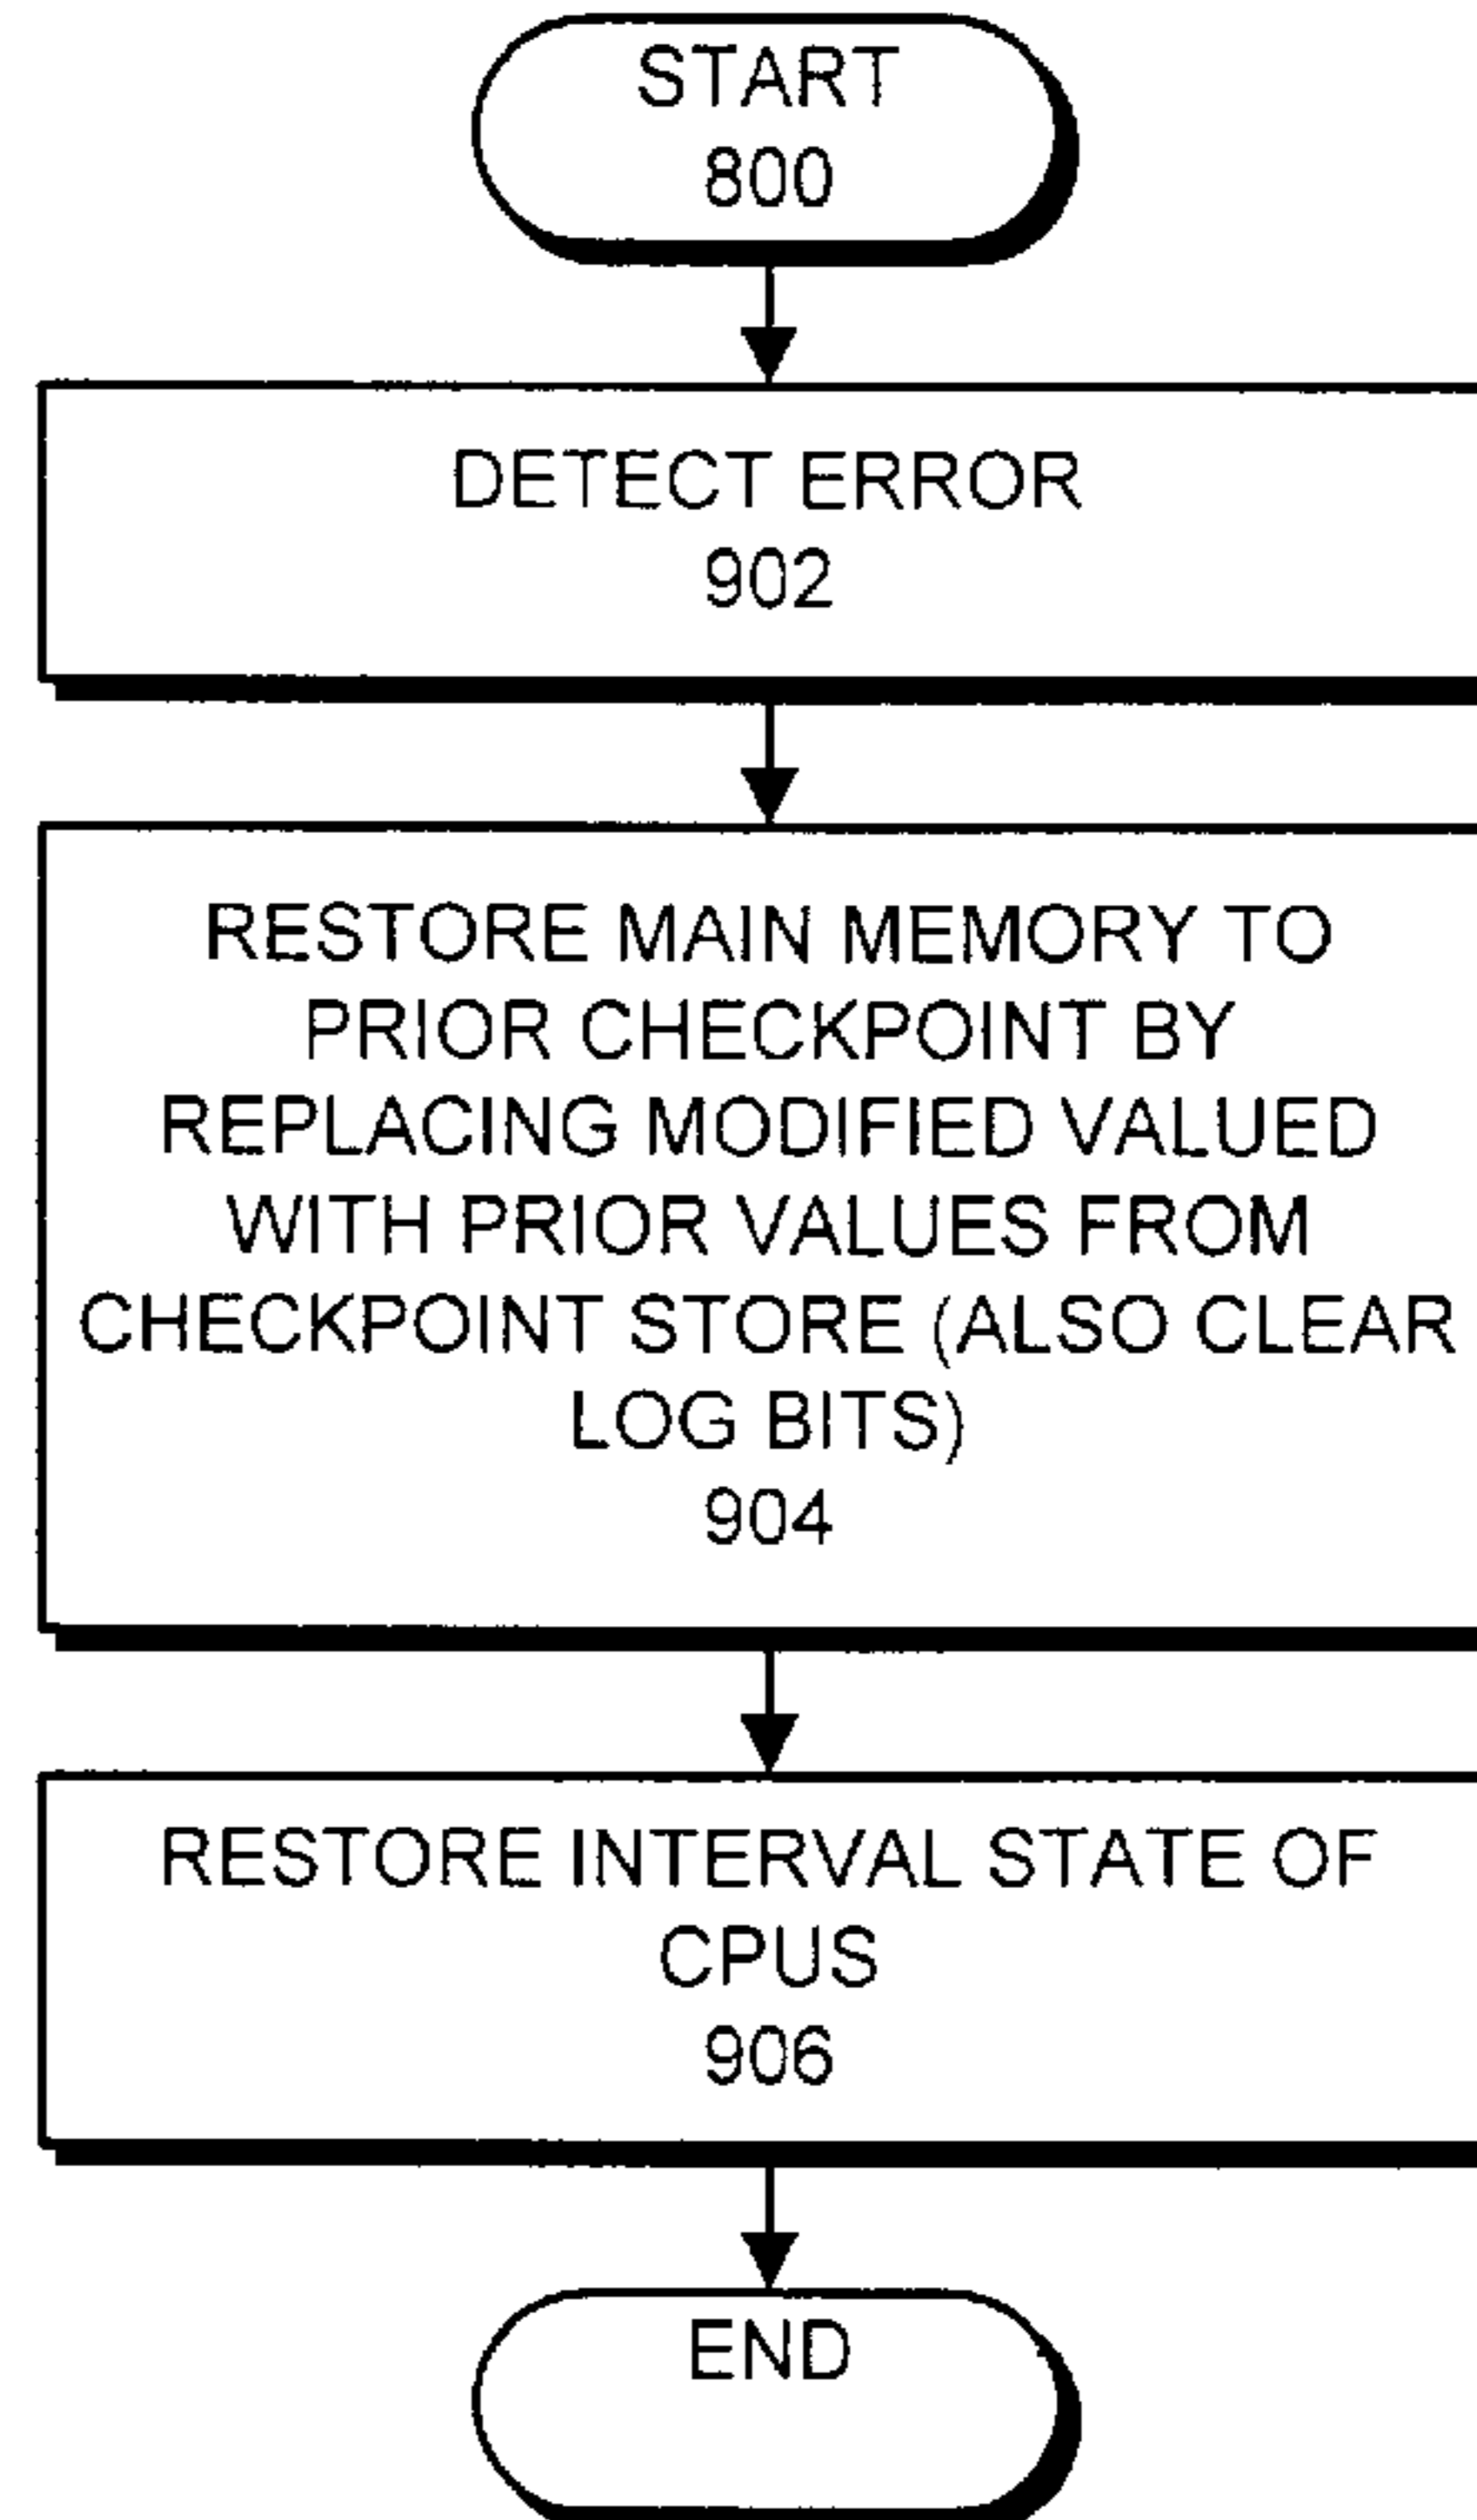 START
800
DETECT ERROR
902
RESTORE MAIN MEMORY TO
PRIOR CHECKPOINT BY
REPLACING MODIFIED VALUED
WITH PRIOR VALUES FROM
CHECKPOINT STORE (ALSO CLEAR
LOG BITS)
904
RESTORE INTERVAL STATE OF
CPUS
906
END